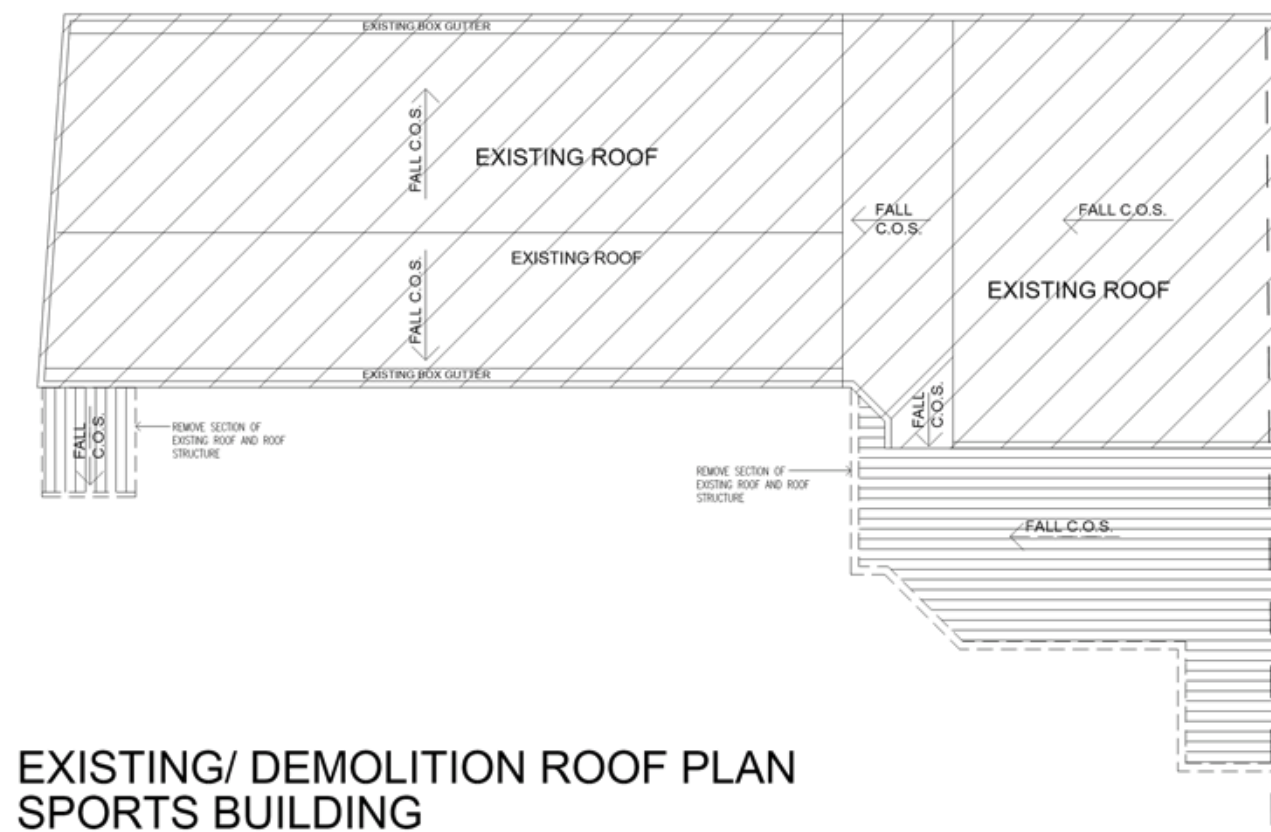 EXISTING BOX GUTTER
FALL C.O.S.
EXISTING ROOF
FALL
C.O.S.
FALL C.O.S.
EXISTING ROOF
FALL C.O.S.
EXISTING ROOF
EXISTING BOX GUTTER
FALL
C.O.S.
REMOVE SECTION OF
EXISTING ROOF AND ROOF
STRUCTURE
FALL
C.O.S.
REMOVE SECTION OF
EXISTING ROOF AND ROOF
STRUCTURE
FALL C.O.S.
EXISTING/ DEMOLITION ROOF PLAN
SPORTS BUILDING